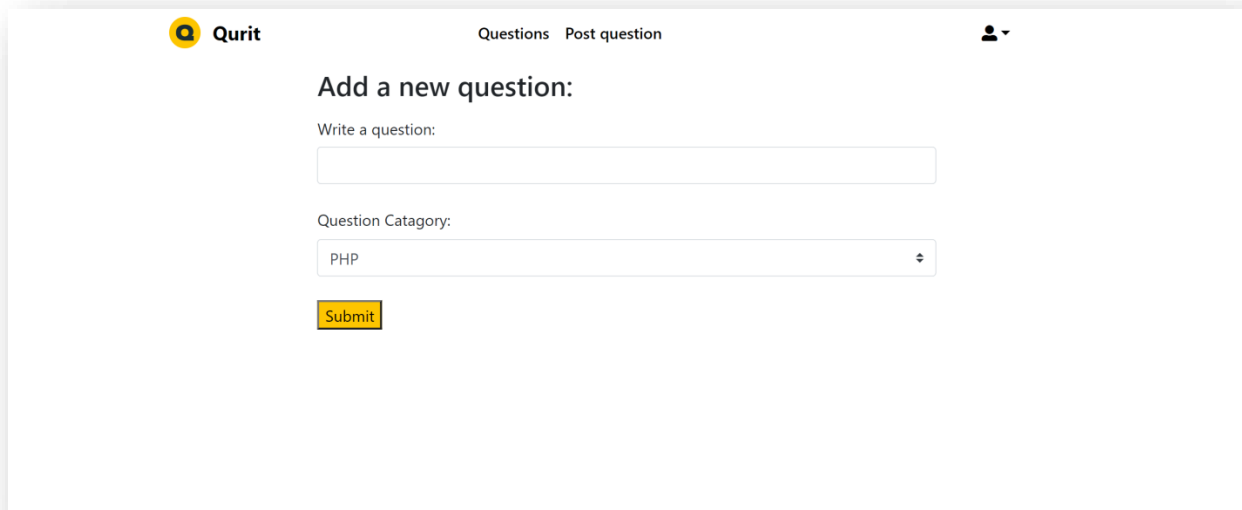 Q Qurit Questions Post question
Add a new question:
Write a question:
Question Catagory:
PHP
Submit